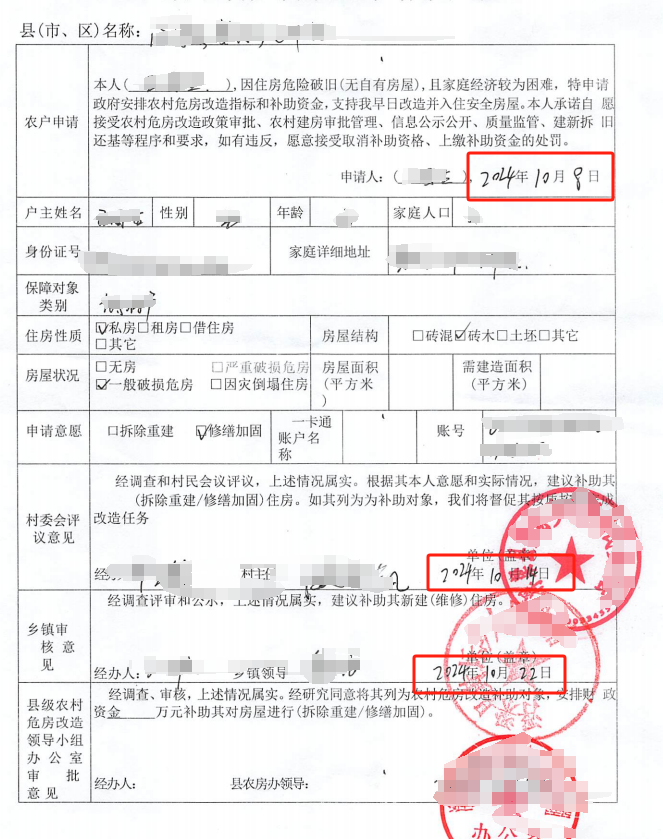 县(市、区)名称：
农户申请
本人( ),因住房危险破旧(无自有房屋),且家庭经济较为困难，特申请
政府安排农村危房改造指标和补助资金,支持我早日改造并入住安全房屋。本人承诺自 愿
接受农村危房改造政策审批、农村建房审批管理、信息公示公开、质量监管、建新拆 旧
还基等程序和要求，如有违反，愿意接受取消补助资格、上缴补助资金的处罚。
申请人：( ) 2024年 10月 8日
户主姓名 性别 年龄 家庭人口
身份证号 家庭详细地址
保障对象
类别
住房性质 ☑私房□租房□借住房
□其它
房屋结构 □砖混☑砖木□土坯□其它
房屋状况 □无房 □严重破损危房
☑一般破损危房 □因灾倒塌住房
房屋面积
(平方米
)
需建造面积
(平方米)
申请意愿 □拆除重建 ☑修缮加固
一卡通
账户名
称
账号
村委会评
议意见
经调查和村民会议评议，上述情况属实。根据其本人意愿和实际情况，建议补助其
(拆除重建/修缮加固)住房。如其列为为补助对象，我们将督促其按 成
改造任务
单位(盖章)
经 村主
2024年 10月 14日
乡镇审
核 意
见
经调查评审和公示，上述情况属实，建议补助其新建(维修)住房。
单位(盖章)
经办人： 乡镇领导
2024年 10月 22日
县级农村
危房改造
领导小组
办 公 室
审 批
意 见
经调查、审核，上述情况属实。经研究同意将其列为农村危房改造补助对象，安排财 政
资金____万元补助其对房屋进行(拆除重建/修缮加固)。
经办人： 县农房办领导：
办公